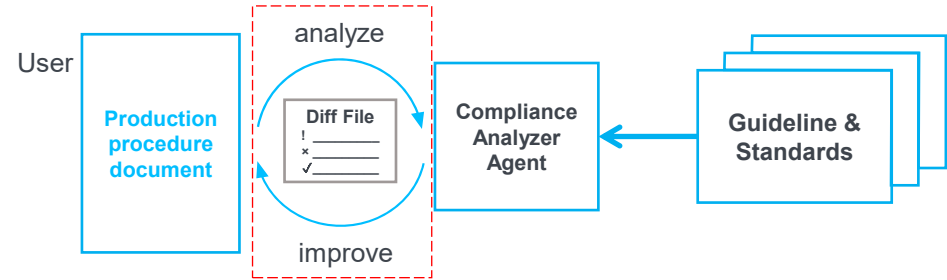 User
Production
procedure
document
analyze
Diff File
!
×
✓
improve
Compliance
Analyzer
Agent
Guideline &
Standards